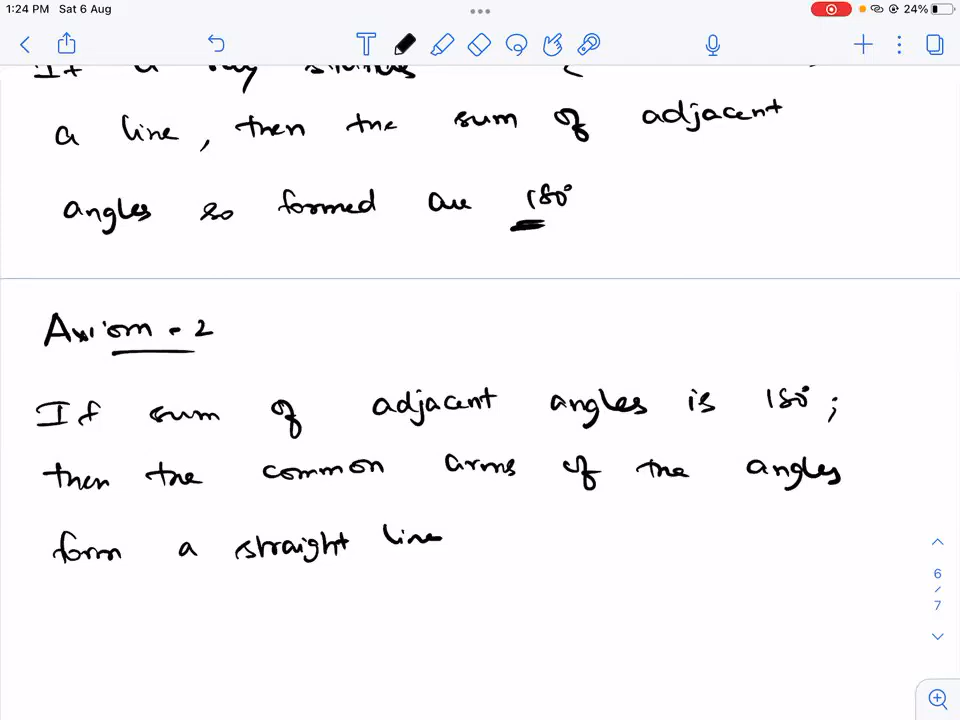 1:24 PM Sat 6 Aug
24%
a line, then the sum of adjacent
angles so formed are 180°
Axiom - 2
If sum of adjacent angles is 180°;
then the common arms of the angles
form a straight line
6
/
7